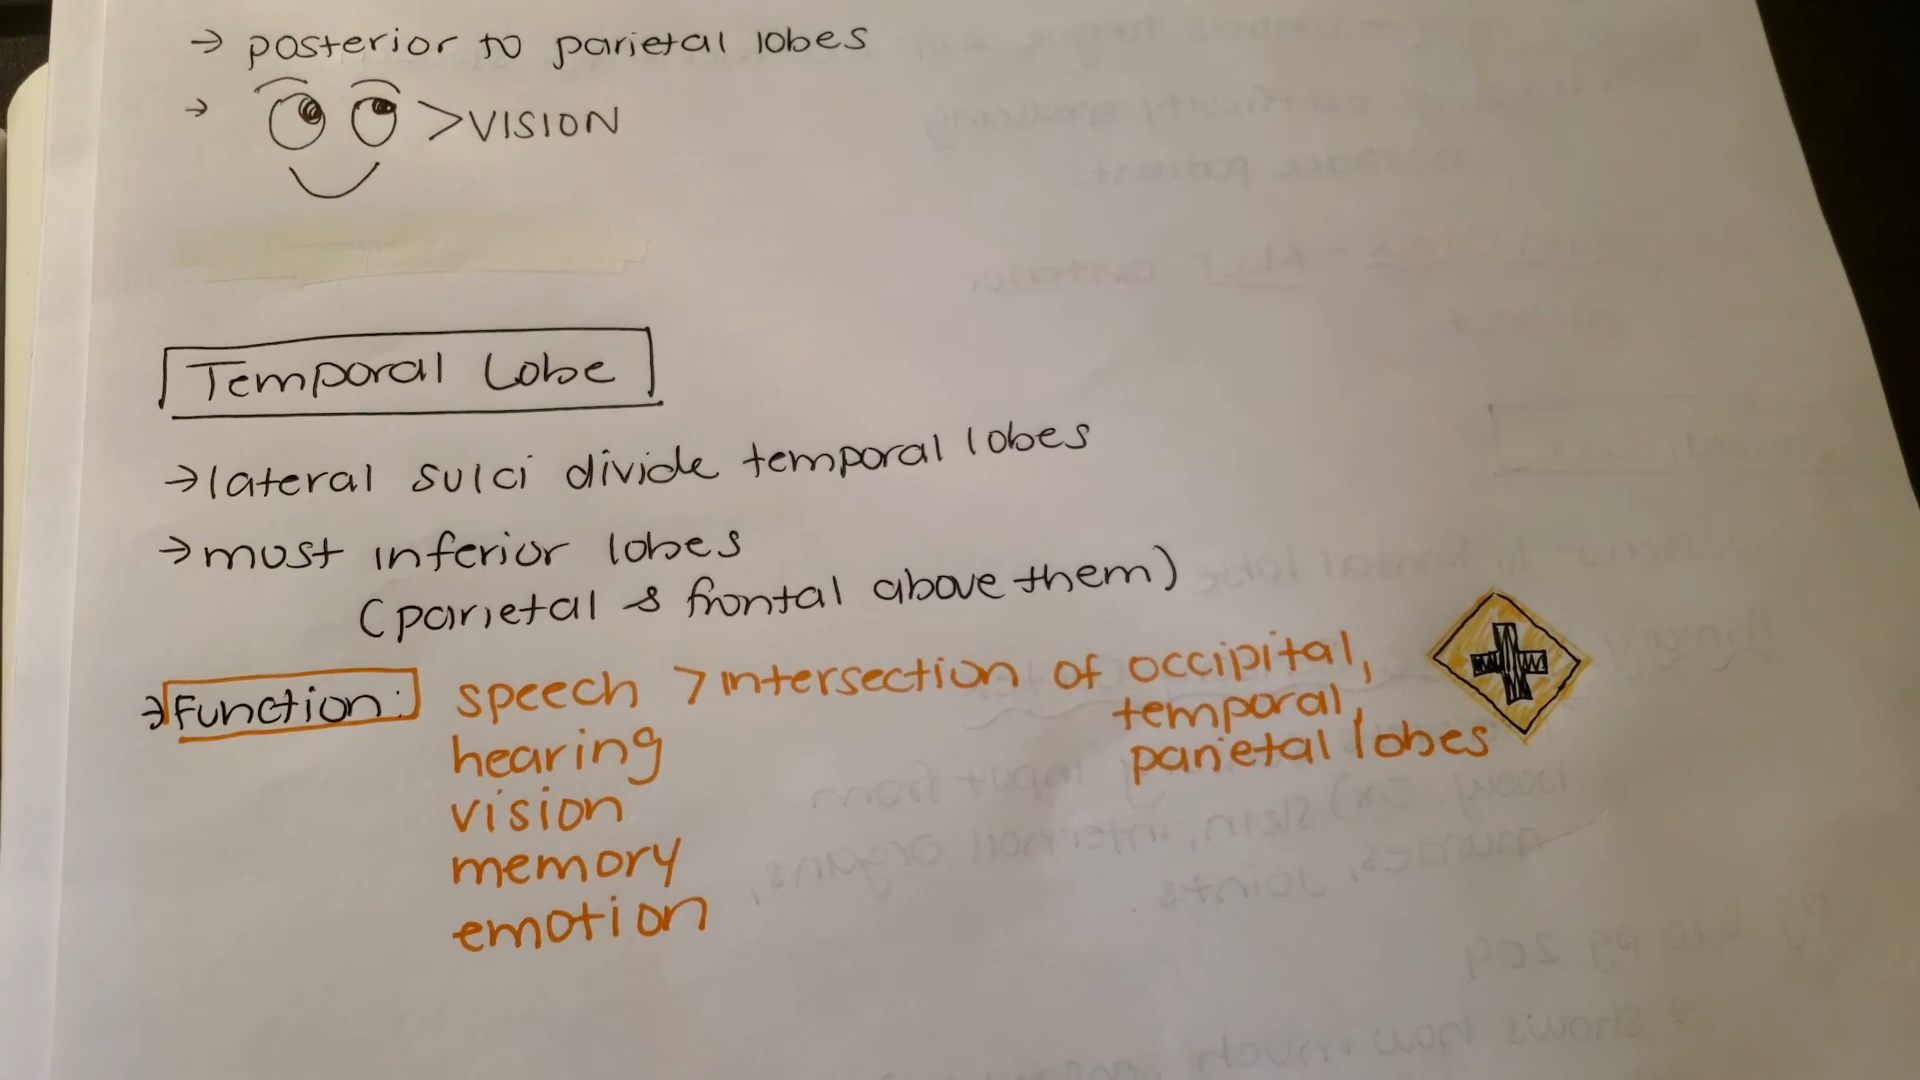 → posterior to parietal lobes
→ > VISION
Temporal Lobe
→ lateral sulci divide temporal lobes
→ must inferior lobes
(parietal & frontal above them)
→ Function: speech > intersection of occipital,
temporal,
parietal lobes
hearing
vision
memory
emotion